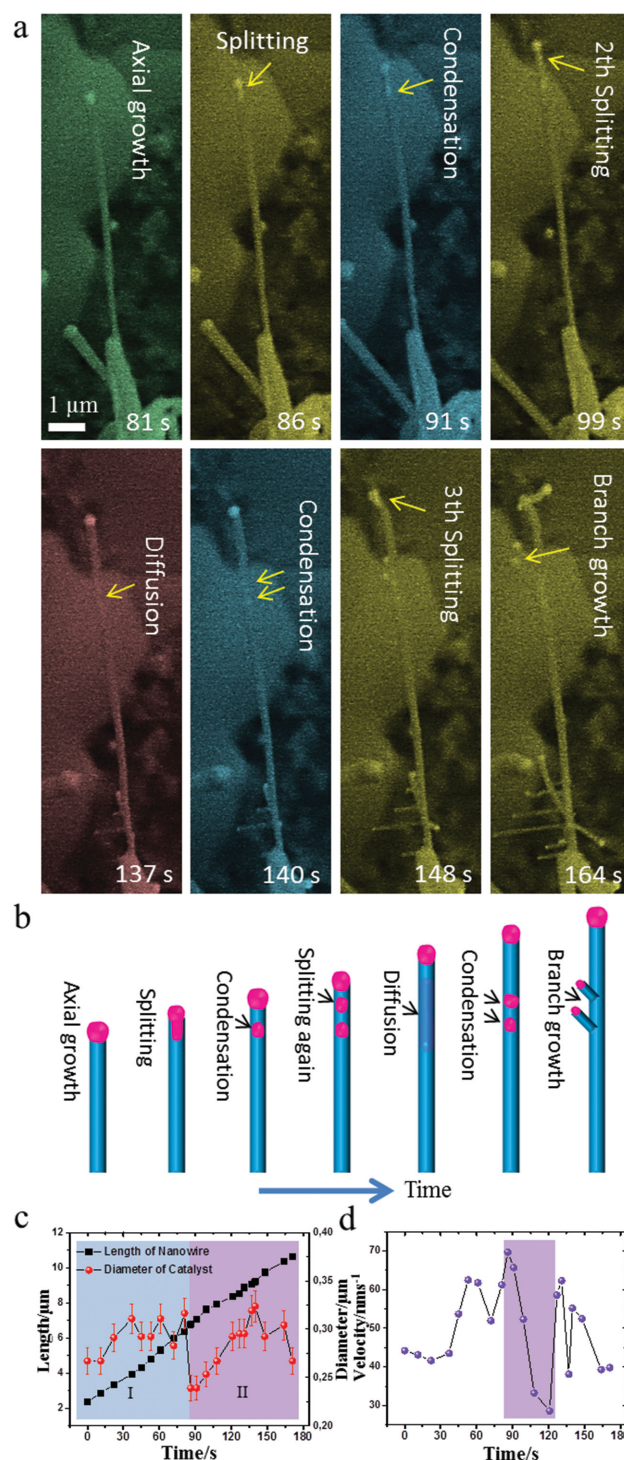 a
Axial growth
Splitting
Condensation
2th Splitting
1 μm
81 s
86 s
91 s
99 s
Diffusion
Condensation
3th Splitting
Branch growth
137 s
140 s
148 s
164 s
b
Axial growth
Splitting
Condensation
Splitting again
Diffusion
Condensation
Branch growth
Time
c
d
Length/μm
12
10
8
6
4
2
Length of Nanowire
Diameter of Catalyst
I
II
0,40
0,35
0,30
0,25
0,20
Diameter/μm
0 30 60 90 120 150 180
Time/s
Velocity/nms⁻¹
70
60
50
40
30
0 30 60 90 120 150 180
Time/s